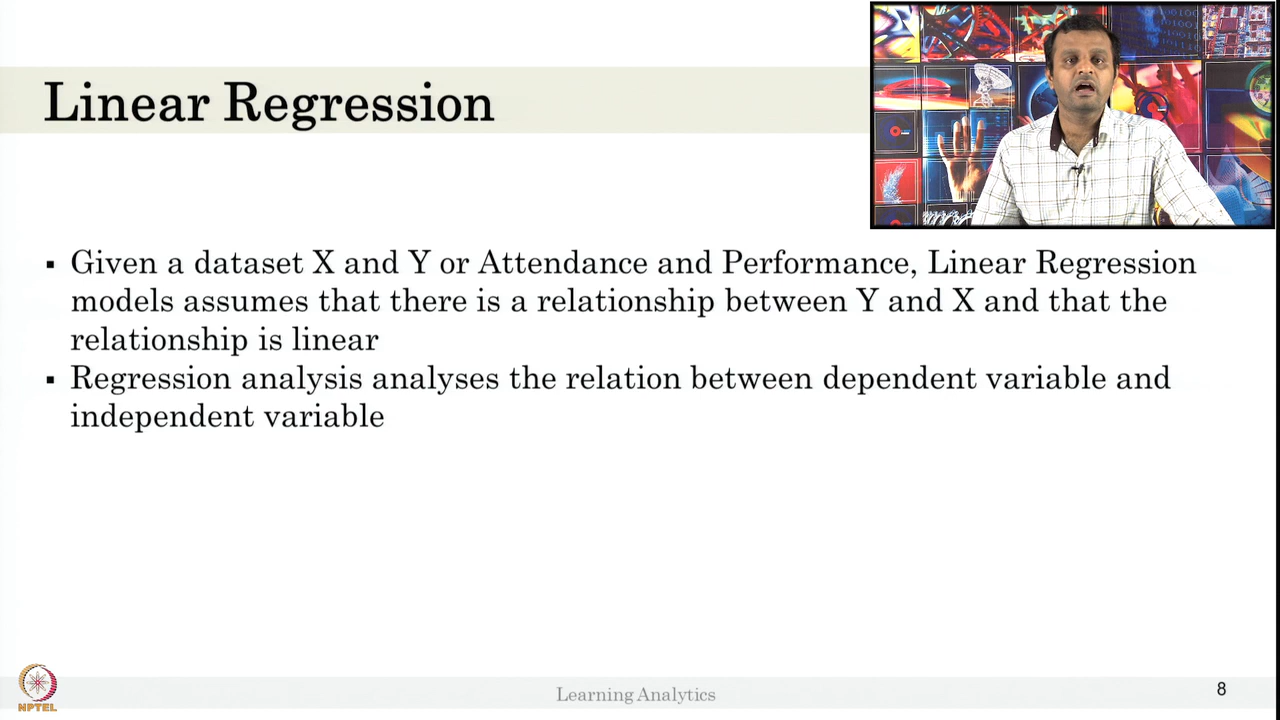 Linear Regression
▪ Given a dataset X and Y or Attendance and Performance, Linear Regression
models assumes that there is a relationship between Y and X and that the
relationship is linear
▪ Regression analysis analyses the relation between dependent variable and
independent variable
NPTEL
Learning Analytics
8